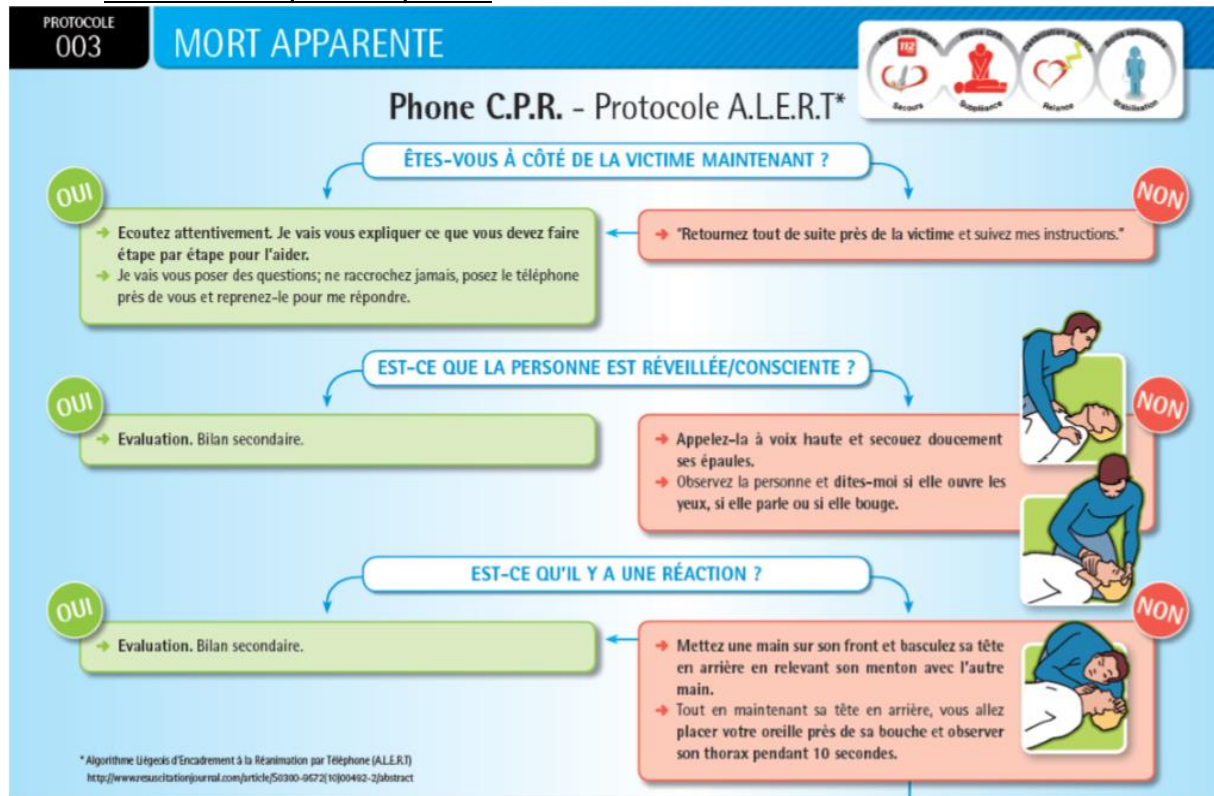 PROTOCOLE
003
MORT APPARENTE
112
Secours
Suppléance
Relance
Stabilisation
Phone C.P.R. - Protocole A.L.E.R.T*
ÊTES-VOUS À CÔTÉ DE LA VICTIME MAINTENANT ?
OUI
→ Ecoutez attentivement. Je vais vous expliquer ce que vous devez faire
étape par étape pour l'aider.
→ Je vais vous poser des questions; ne raccrochez jamais, posez le téléphone
près de vous et reprenez-le pour me répondre.
NON
→ "Retournez tout de suite près de la victime et suivez mes instructions."
EST-CE QUE LA PERSONNE EST RÉVEILLÉE/CONSCIENTE ?
OUI
→ Evaluation. Bilan secondaire.
NON
→ Appelez-la à voix haute et secouez doucement
ses épaules.
→ Observez la personne et dites-moi si elle ouvre les
yeux, si elle parle ou si elle bouge.
EST-CE QU'IL Y A UNE RÉACTION ?
OUI
→ Evaluation. Bilan secondaire.
NON
→ Mettez une main sur son front et basculez sa tête
en arrière en relevant son menton avec l'autre
main.
→ Tout en maintenant sa tête en arrière, vous allez
placer votre oreille près de sa bouche et observer
son thorax pendant 10 secondes.
* Algorithme Liégeois d'Encadrement à la Réanimation par Téléphone (A.L.E.R.T)
http://www.resuscitationjournal.com/article/S0300-9572(10)00492-2/abstract